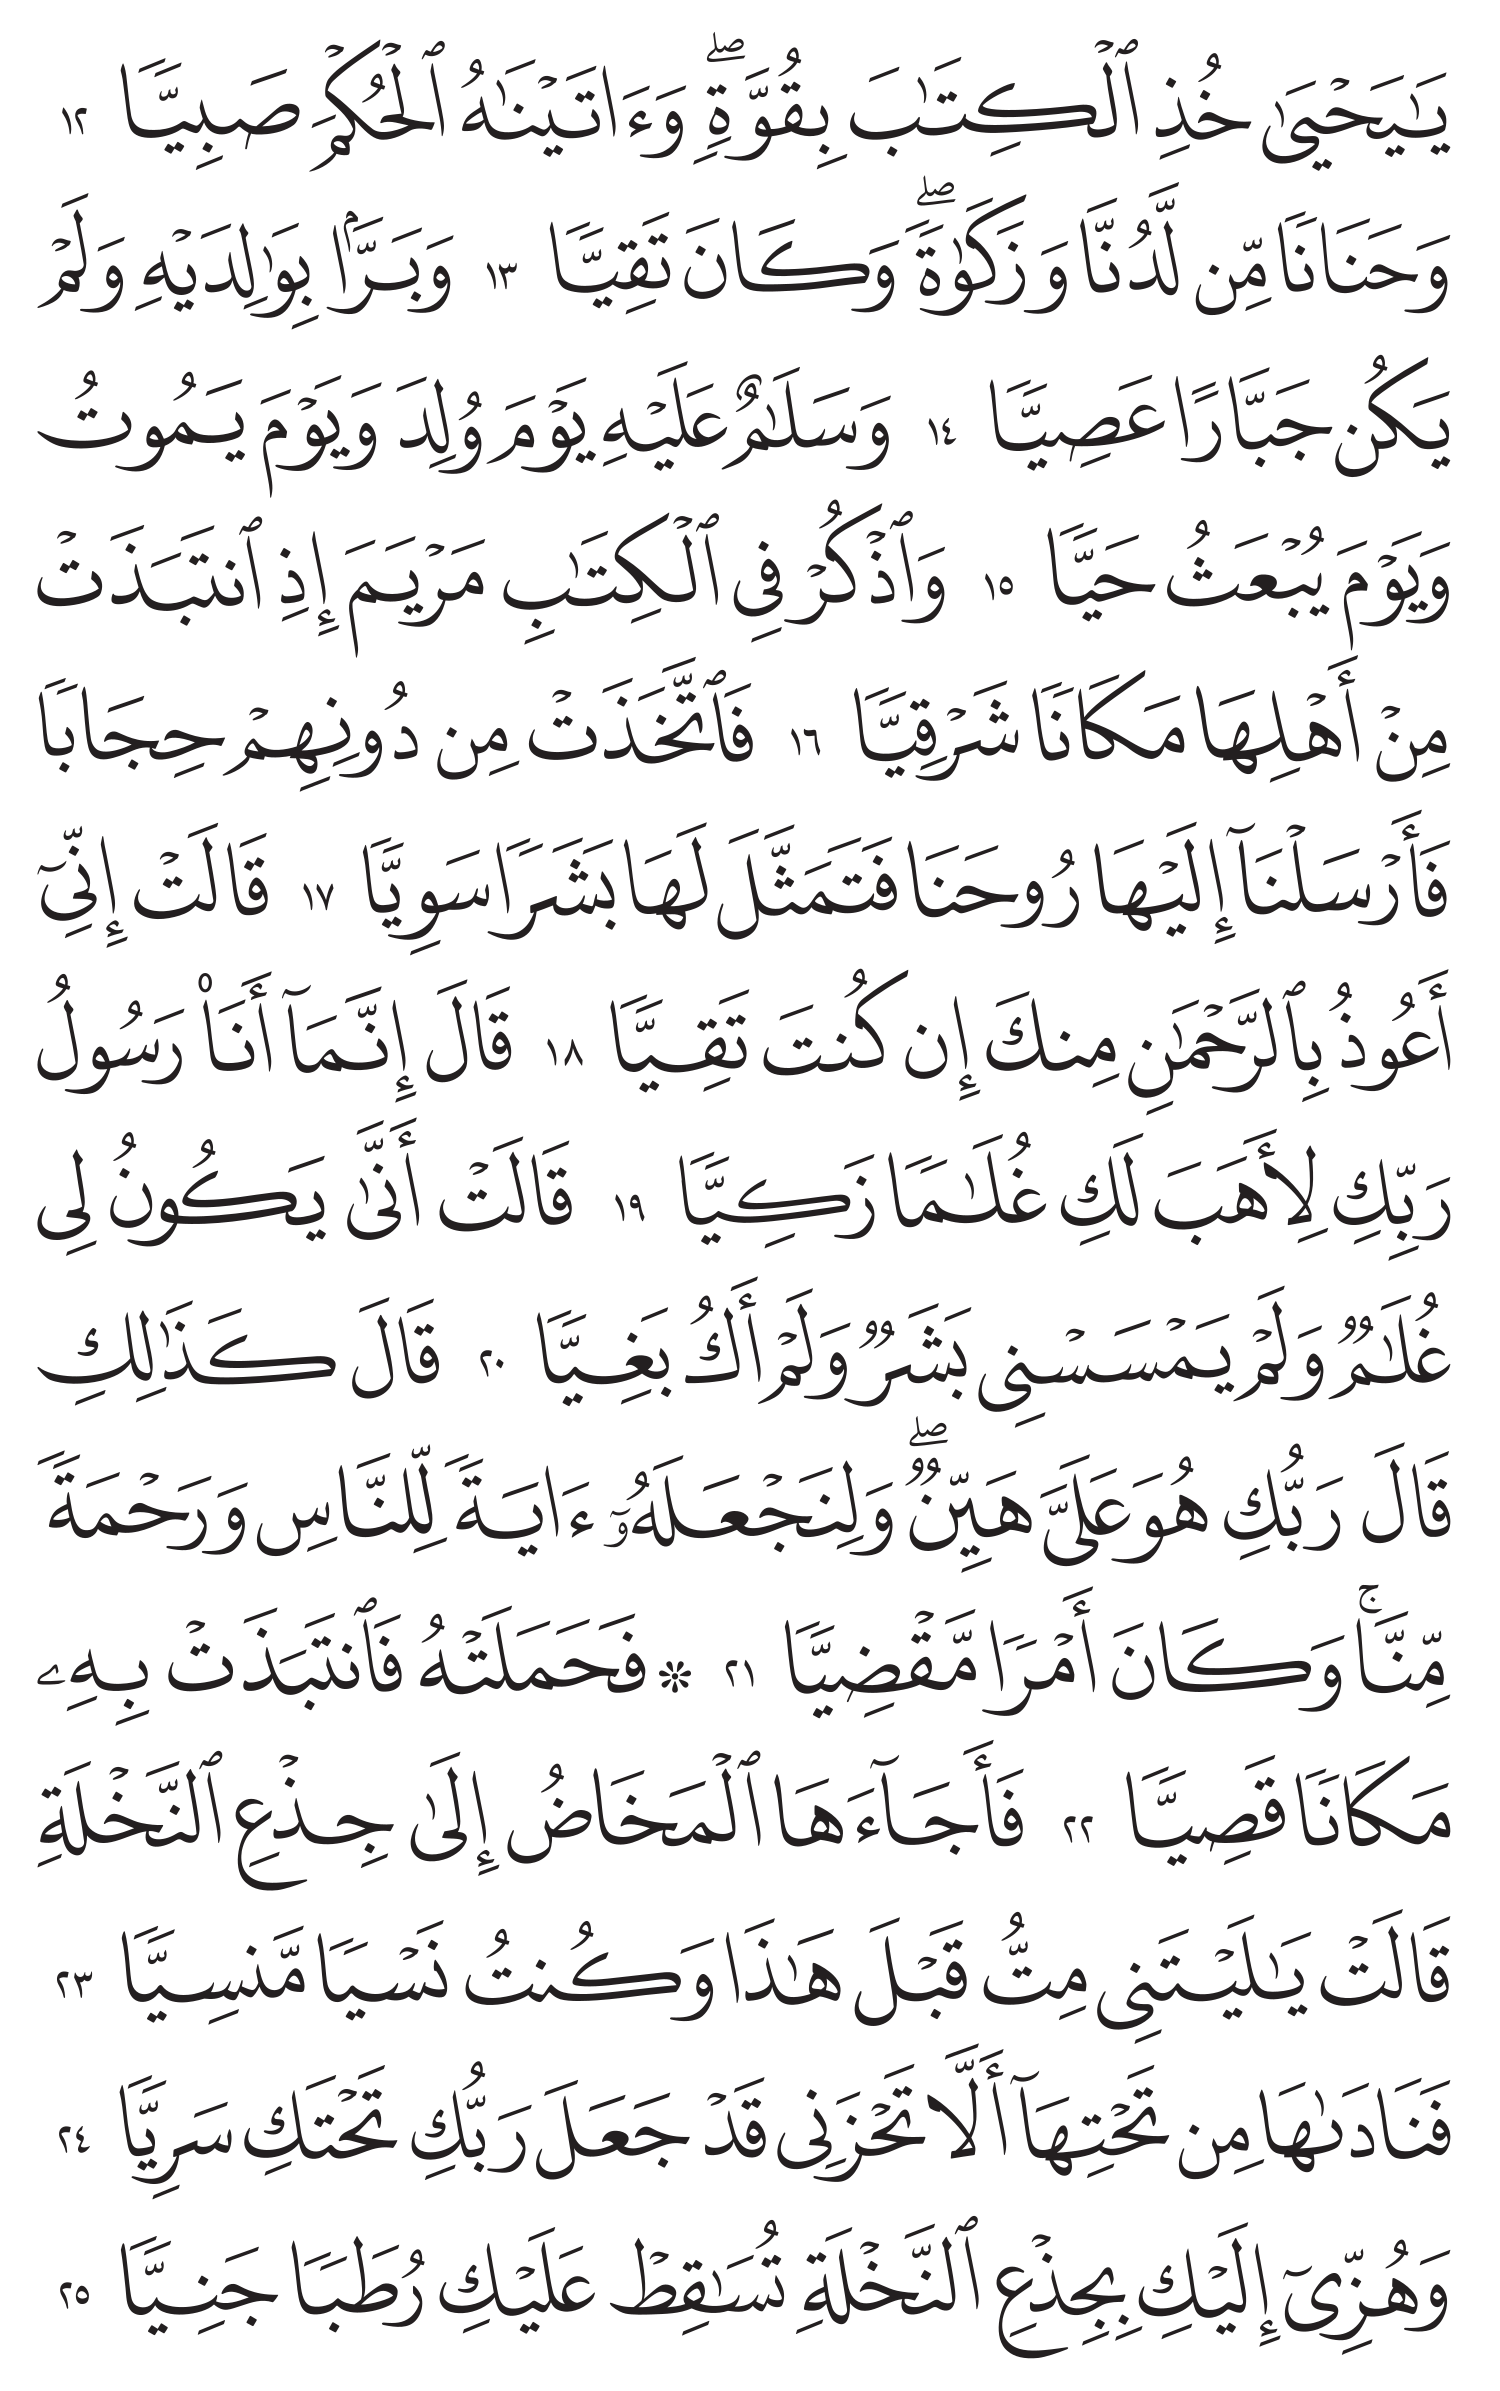 يَـٰيَحْيَىٰ خُذِ ٱلْكِتَـٰبَ بِقُوَّةٍۖ وَءَاتَيْنَـٰهُ ٱلْحُكْمَ صَبِيًّا ١٢
وَحَنَانًا مِّن لَّدُنَّا وَزَكَوٰةًۖ وَكَانَ تَقِيًّا ١٣ وَبَرًّۢا بِوَٰلِدَيْهِ وَلَمْ
يَكُن جَبَّارًا عَصِيًّا ١٤ وَسَلَـٰمٌ عَلَيْهِ يَوْمَ وُلِدَ وَيَوْمَ يَمُوتُ
وَيَوْمَ يُبْعَثُ حَيًّا ١٥ وَٱذْكُرْ فِى ٱلْكِتَـٰبِ مَرْيَمَ إِذِ ٱنتَبَذَتْ
مِنْ أَهْلِهَا مَكَانًا شَرْقِيًّا ١٦ فَٱتَّخَذَتْ مِن دُونِهِمْ حِجَابًا
فَأَرْسَلْنَآ إِلَيْهَا رُوحَنَا فَتَمَثَّلَ لَهَا بَشَرًا سَوِيًّا ١٧ قَالَتْ إِنِّىٓ
أَعُوذُ بِٱلرَّحْمَـٰنِ مِنكَ إِن كُنتَ تَقِيًّا ١٨ قَالَ إِنَّمَآ أَنَا۠ رَسُولُ
رَبِّكِ لِأَهَبَ لَكِ غُلَـٰمًا زَكِيًّا ١٩ قَالَتْ أَنَّىٰ يَكُونُ لِى
غُلَـٰمٌ وَلَمْ يَمْسَسْنِى بَشَرٌ وَلَمْ أَكُ بَغِيًّا ٢٠ قَالَ كَذَٰلِكِ
قَالَ رَبُّكِ هُوَ عَلَىَّ هَيِّنٌۖ وَلِنَجْعَلَهُۥٓ ءَايَةً لِّلنَّاسِ وَرَحْمَةً
مِّنَّاۚ وَكَانَ أَمْرًا مَّقْضِيًّا ٢١ ۞ فَحَمَلَتْهُ فَٱنتَبَذَتْ بِهِۦ
مَكَانًا قَصِيًّا ٢٢ فَأَجَآءَهَا ٱلْمَخَاضُ إِلَىٰ جِذْعِ ٱلنَّخْلَةِ
قَالَتْ يَـٰلَيْتَنِى مِتُّ قَبْلَ هَـٰذَا وَكُنتُ نَسْيًا مَّنسِيًّا ٢٣
فَنَادَىٰهَا مِن تَحْتِهَآ أَلَّا تَحْزَنِى قَدْ جَعَلَ رَبُّكِ تَحْتَكِ سَرِيًّا ٢٤
وَهُزِّىٓ إِلَيْكِ بِجِذْعِ ٱلنَّخْلَةِ تُسَـٰقِطْ عَلَيْكِ رُطَبًا جَنِيًّا ٢٥